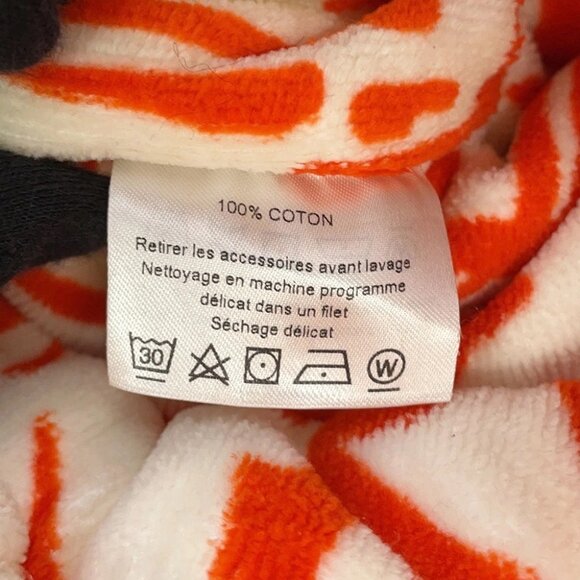 100% COTON
Retirer les accessoires avant lavage
Nettoyage en machine programme
délicat dans un filet
Séchage délicat
30 W